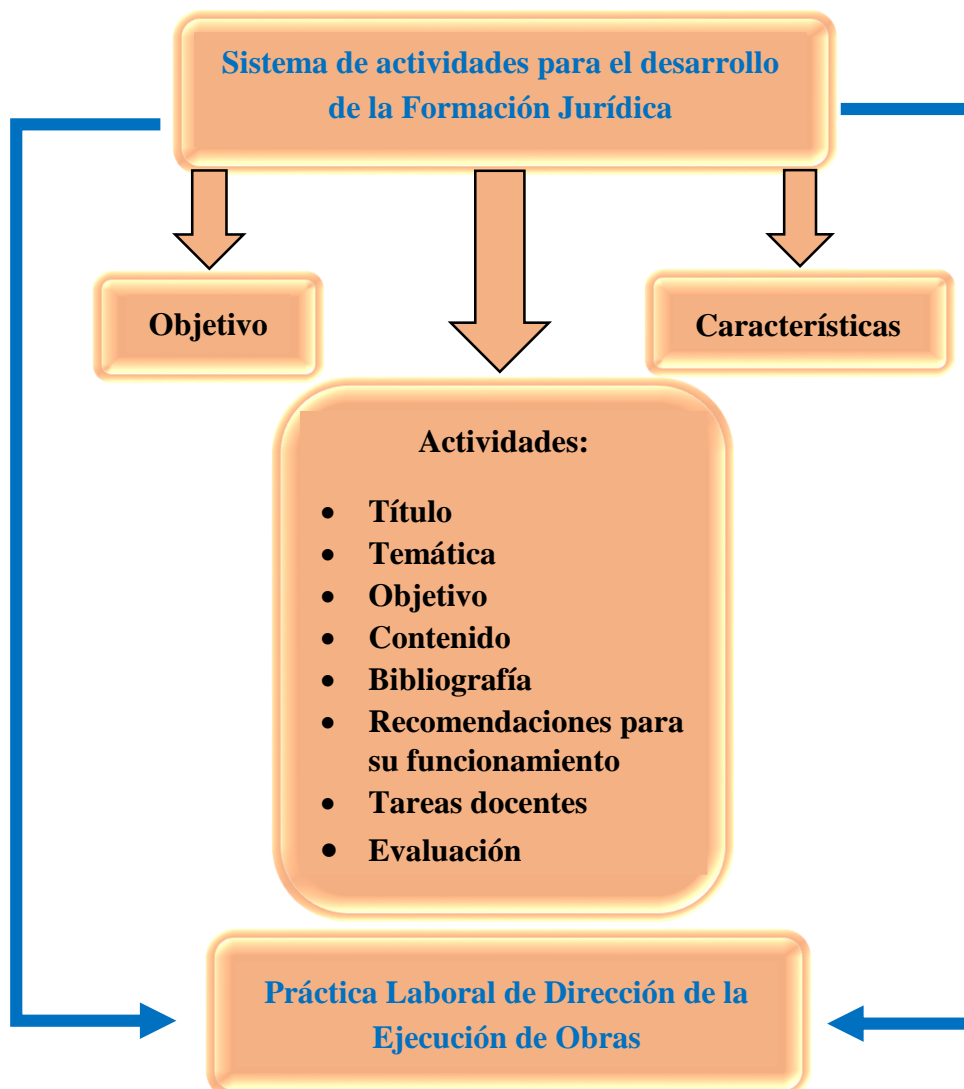 Sistema de actividades para el desarrollo
de la Formación Jurídica
Objetivo
Características
Actividades:
• Título
• Temática
• Objetivo
• Contenido
• Bibliografía
• Recomendaciones para
su funcionamiento
• Tareas docentes
• Evaluación
Práctica Laboral de Dirección de la
Ejecución de Obras